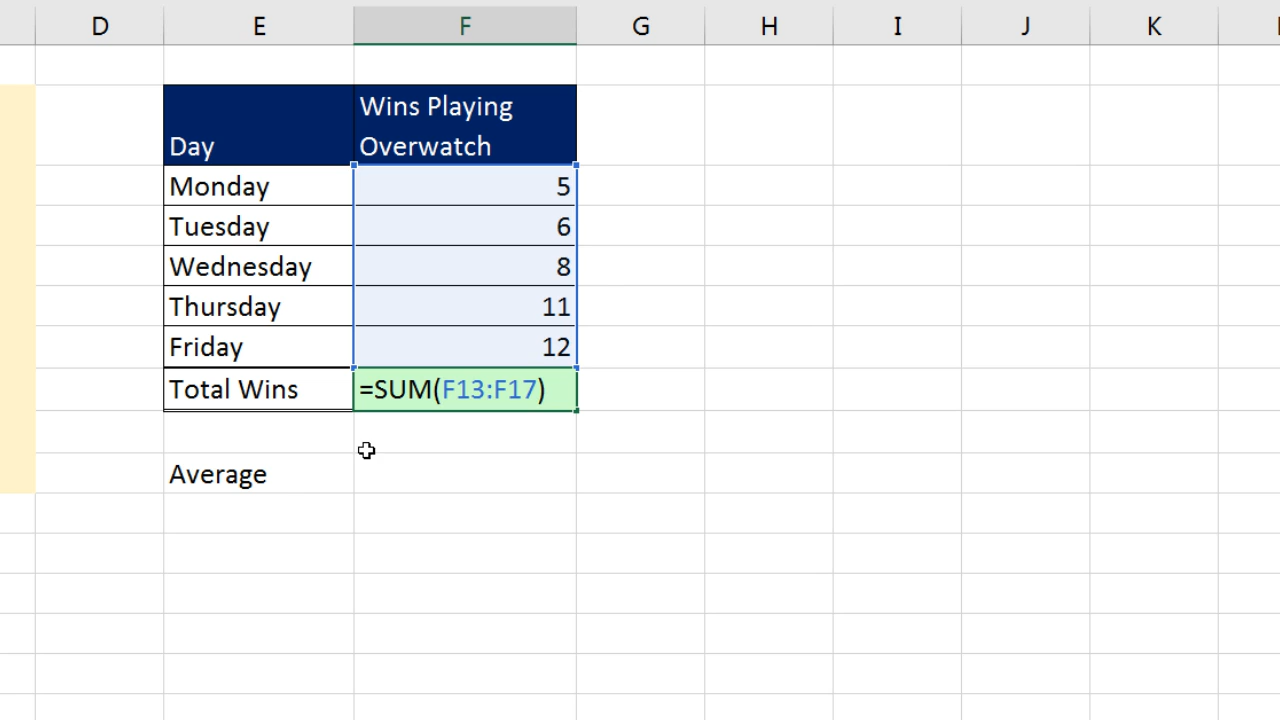 D E F G H I J K
Wins Playing
Day Overwatch
Monday 5
Tuesday 6
Wednesday 8
Thursday 11
Friday 12
Total Wins =SUM(F13:F17)
Average